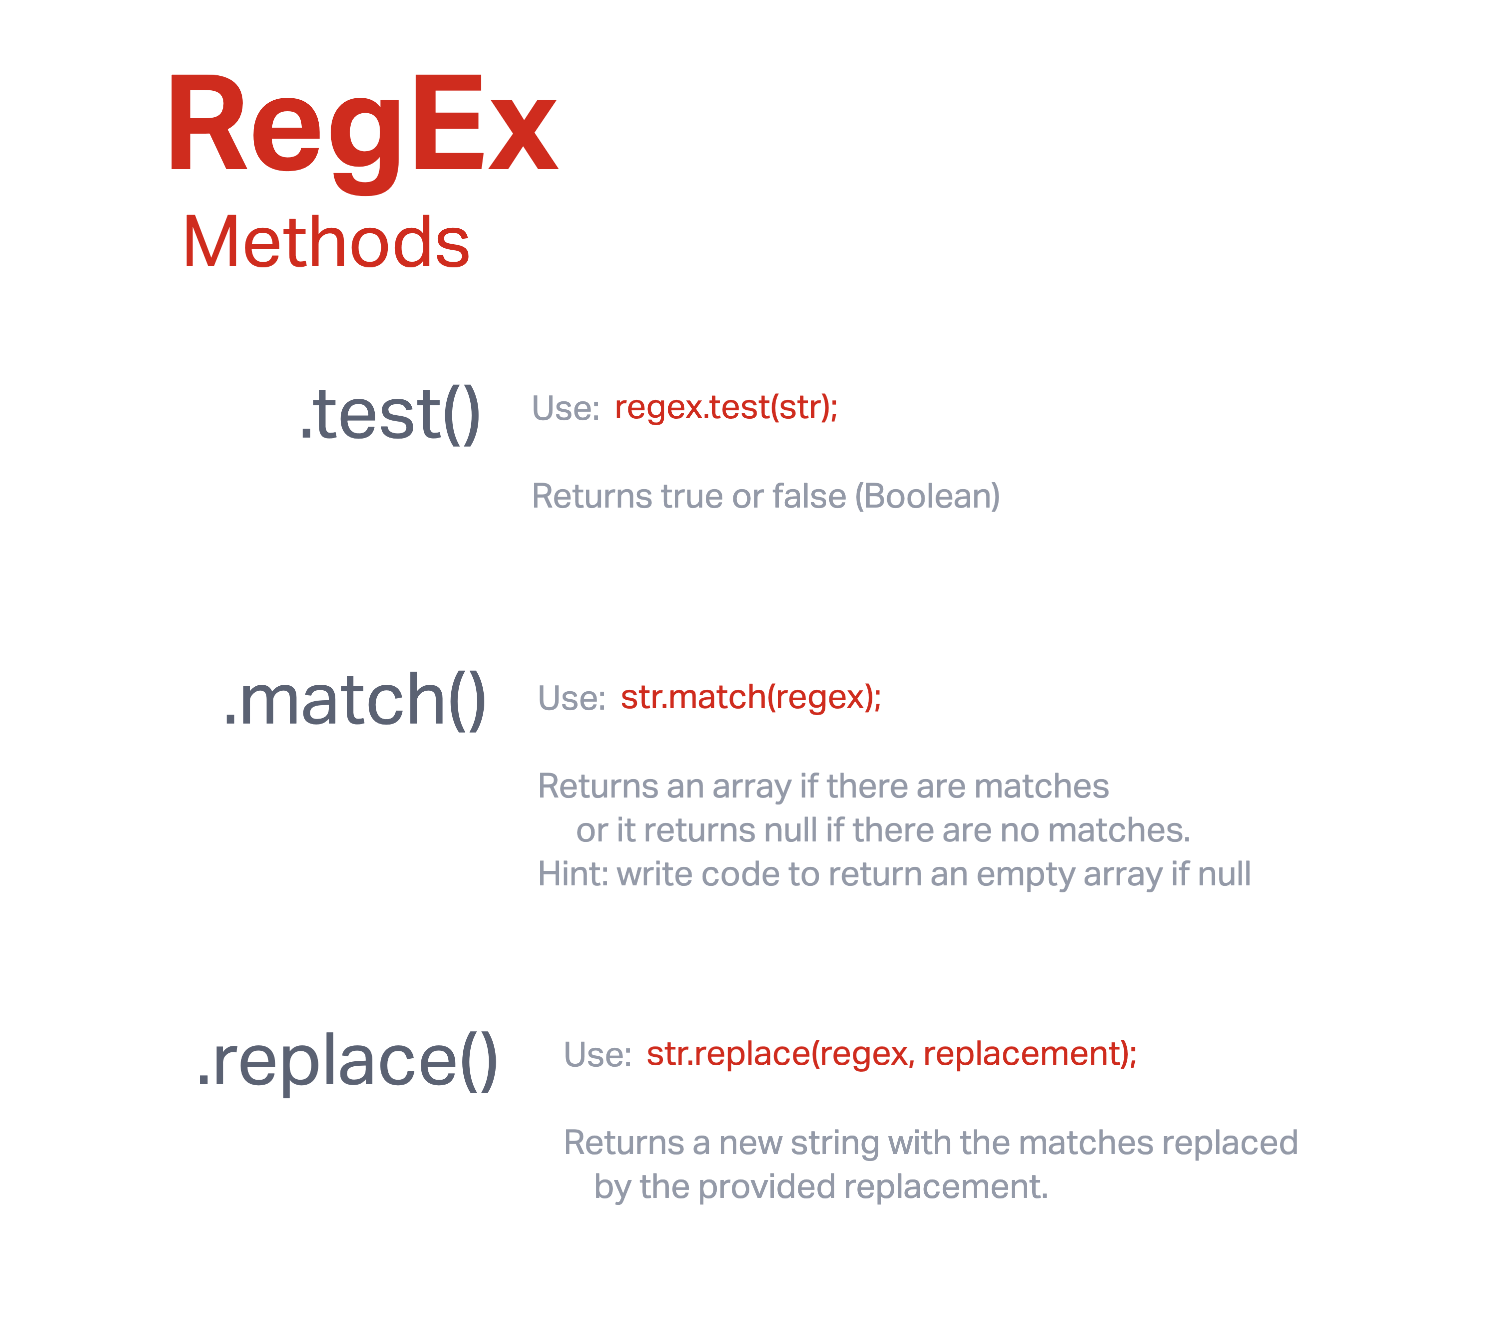 RegEx
Methods
.test()
Use: regex.test(str);
Returns true or false (Boolean)
.match()
Use: str.match(regex);
Returns an array if there are matches
or it returns null if there are no matches.
Hint: write code to return an empty array if null
.replace()
Use: str.replace(regex, replacement);
Returns a new string with the matches replaced
by the provided replacement.